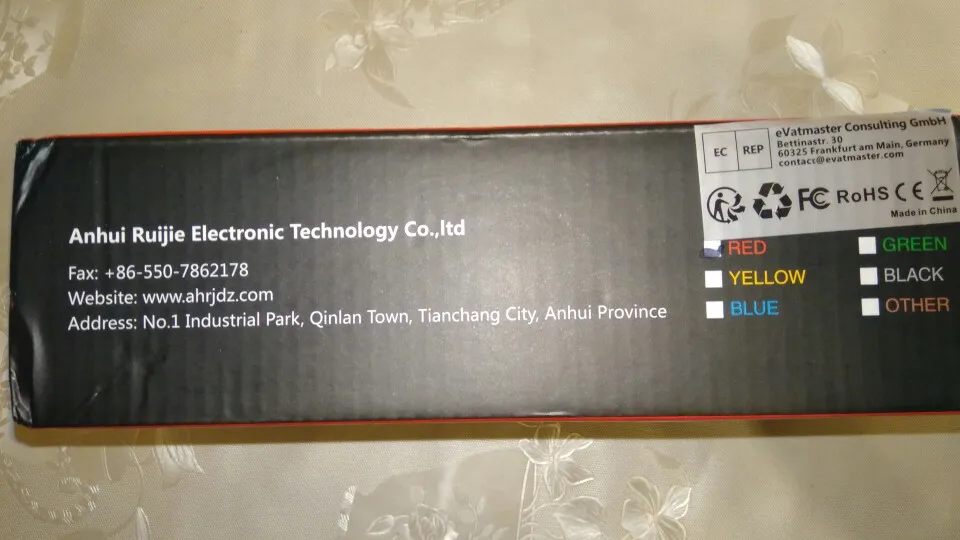 Anhui Ruijie Electronic Technology Co.,ltd
Fax: +86-550-7862178
Website: www.ahrjdz.com
Address: No.1 Industrial Park, Qinlan Town, Tianchang City, Anhui Province
EC REP
eVatmaster Consulting GmbH
Bettinastr. 30
60325 Frankfurt am Main, Germany
contact@evatmaster.com
FC RoHS CE
Made in China
RED
GREEN
YELLOW
BLACK
BLUE
OTHER